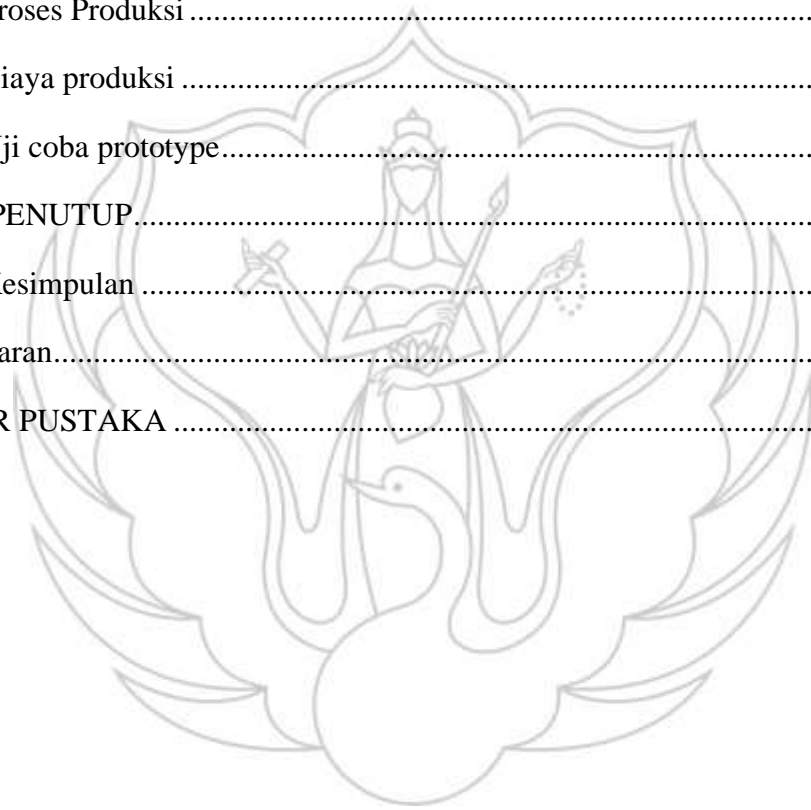 roses Produksi ........................................................................
iaya produksi .........................................................................
ji coba prototype....................................................................
PENUTUP..............................................................................
esimpulan ..............................................................................
aran.........................................................................................
R PUSTAKA ..........................................................................